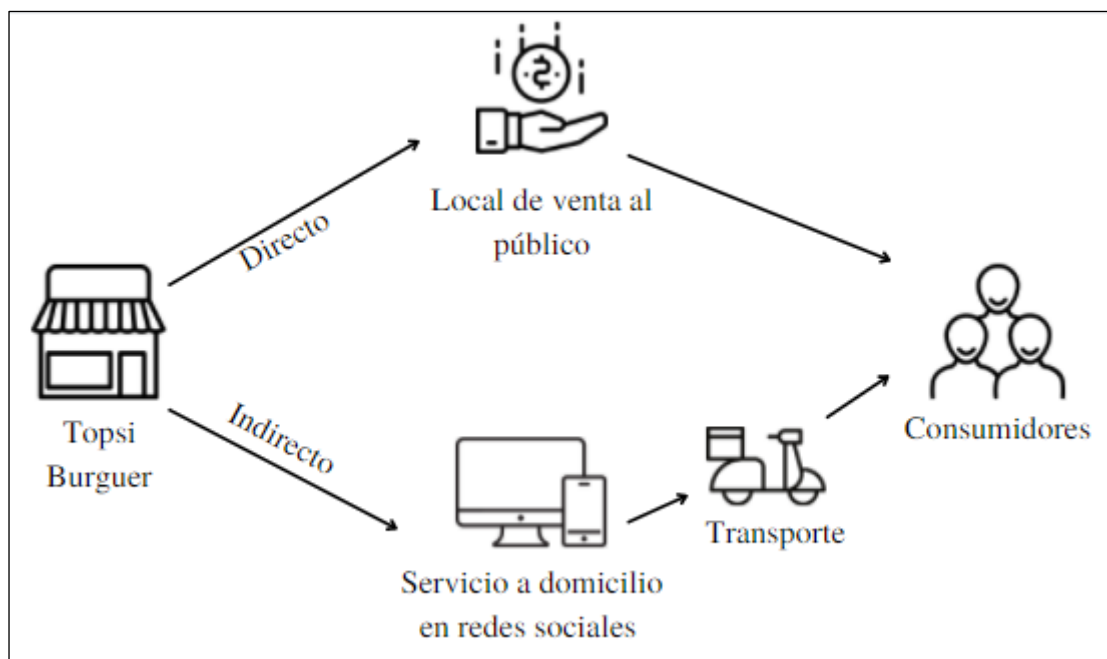 Local de venta al
público
Directo
Topsi
Burguer
Indirecto
Servicio a domicilio
en redes sociales
Transporte
Consumidores